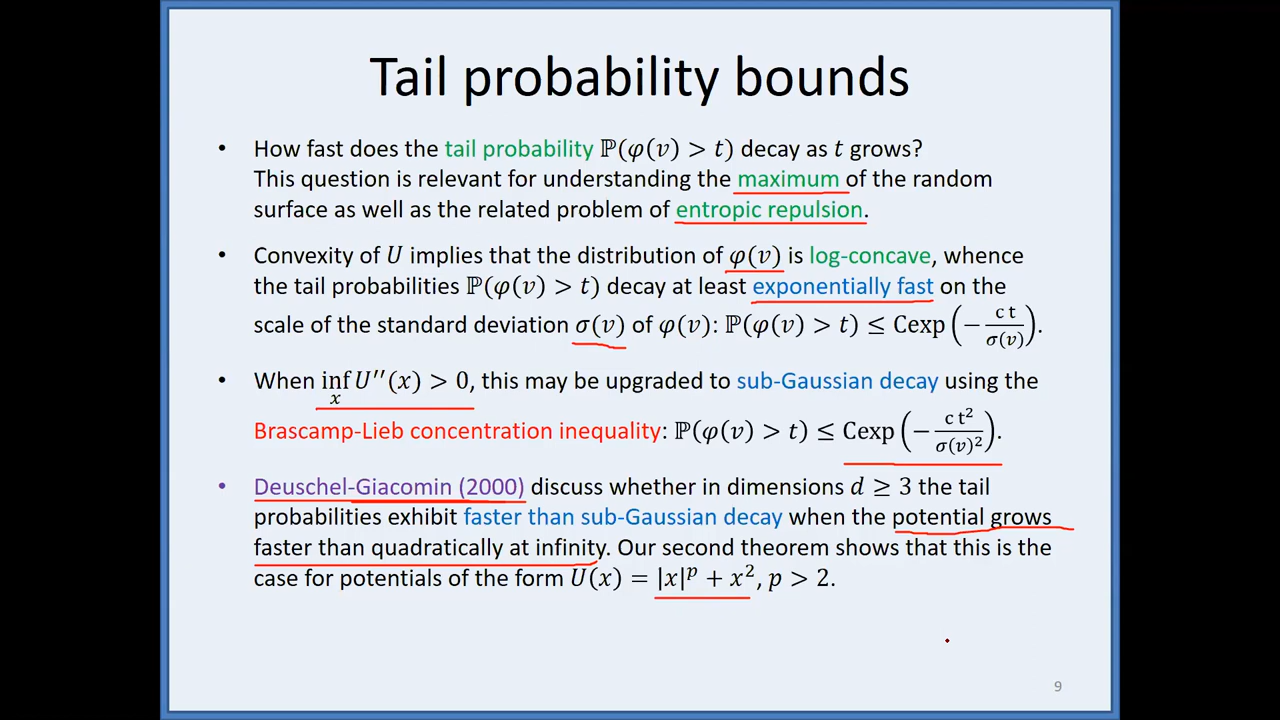 Tail probability bounds
• How fast does the tail probability ℙ(φ(v) > t) decay as t grows?
This question is relevant for understanding the maximum of the random
surface as well as the related problem of entropic repulsion.
• Convexity of U implies that the distribution of φ(v) is log-concave, whence
the tail probabilities ℙ(φ(v) > t) decay at least exponentially fast on the
scale of the standard deviation σ(v) of φ(v): ℙ(φ(v) > t) ≤ Cexp(−c t/σ(v)).
• When inf_x U′′(x) > 0, this may be upgraded to sub-Gaussian decay using the
Brascamp-Lieb concentration inequality: ℙ(φ(v) > t) ≤ Cexp(−c t²/σ(v)²).
• Deuschel-Giacomin (2000) discuss whether in dimensions d ≥ 3 the tail
probabilities exhibit faster than sub-Gaussian decay when the potential grows
faster than quadratically at infinity. Our second theorem shows that this is the
case for potentials of the form U(x) = |x|ᵖ + x², p > 2.
9